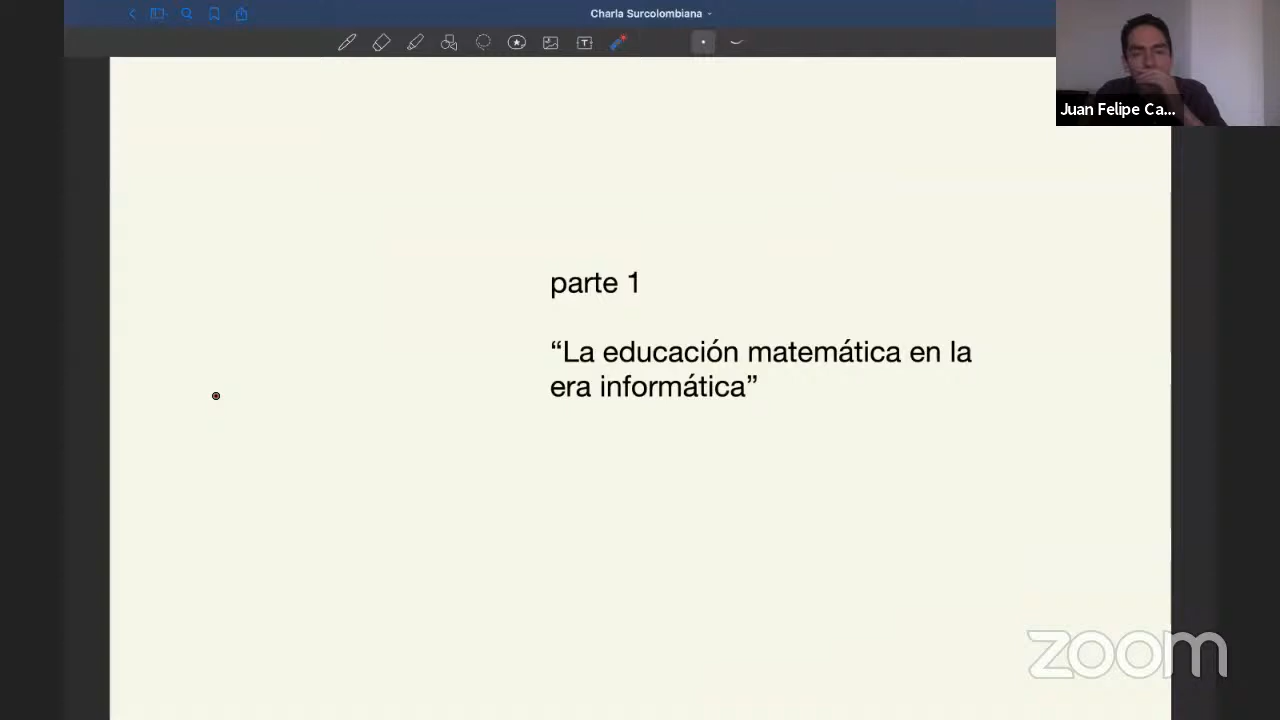 Charla Surcolombiana
Juan Felipe Ca...
parte 1
“La educación matemática en la
era informática”
zoom